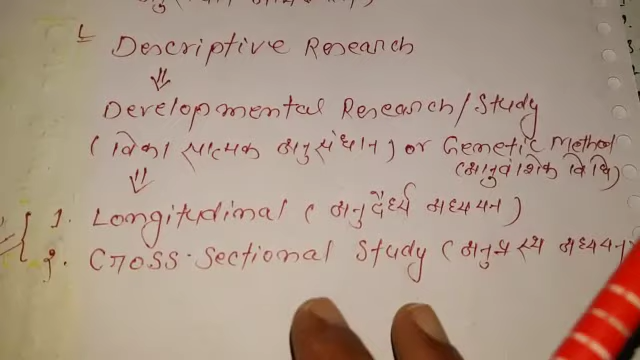 Descriptive Research
Developmental Research/Study
(विकासात्मक अनुसंधान) or Genetic Method
(आनुवांशिक विधि)
1. Longitudinal (अनुदैर्ध्य अध्ययन)
2. Cross-Sectional Study (अनुप्रस्थ अध्ययन)